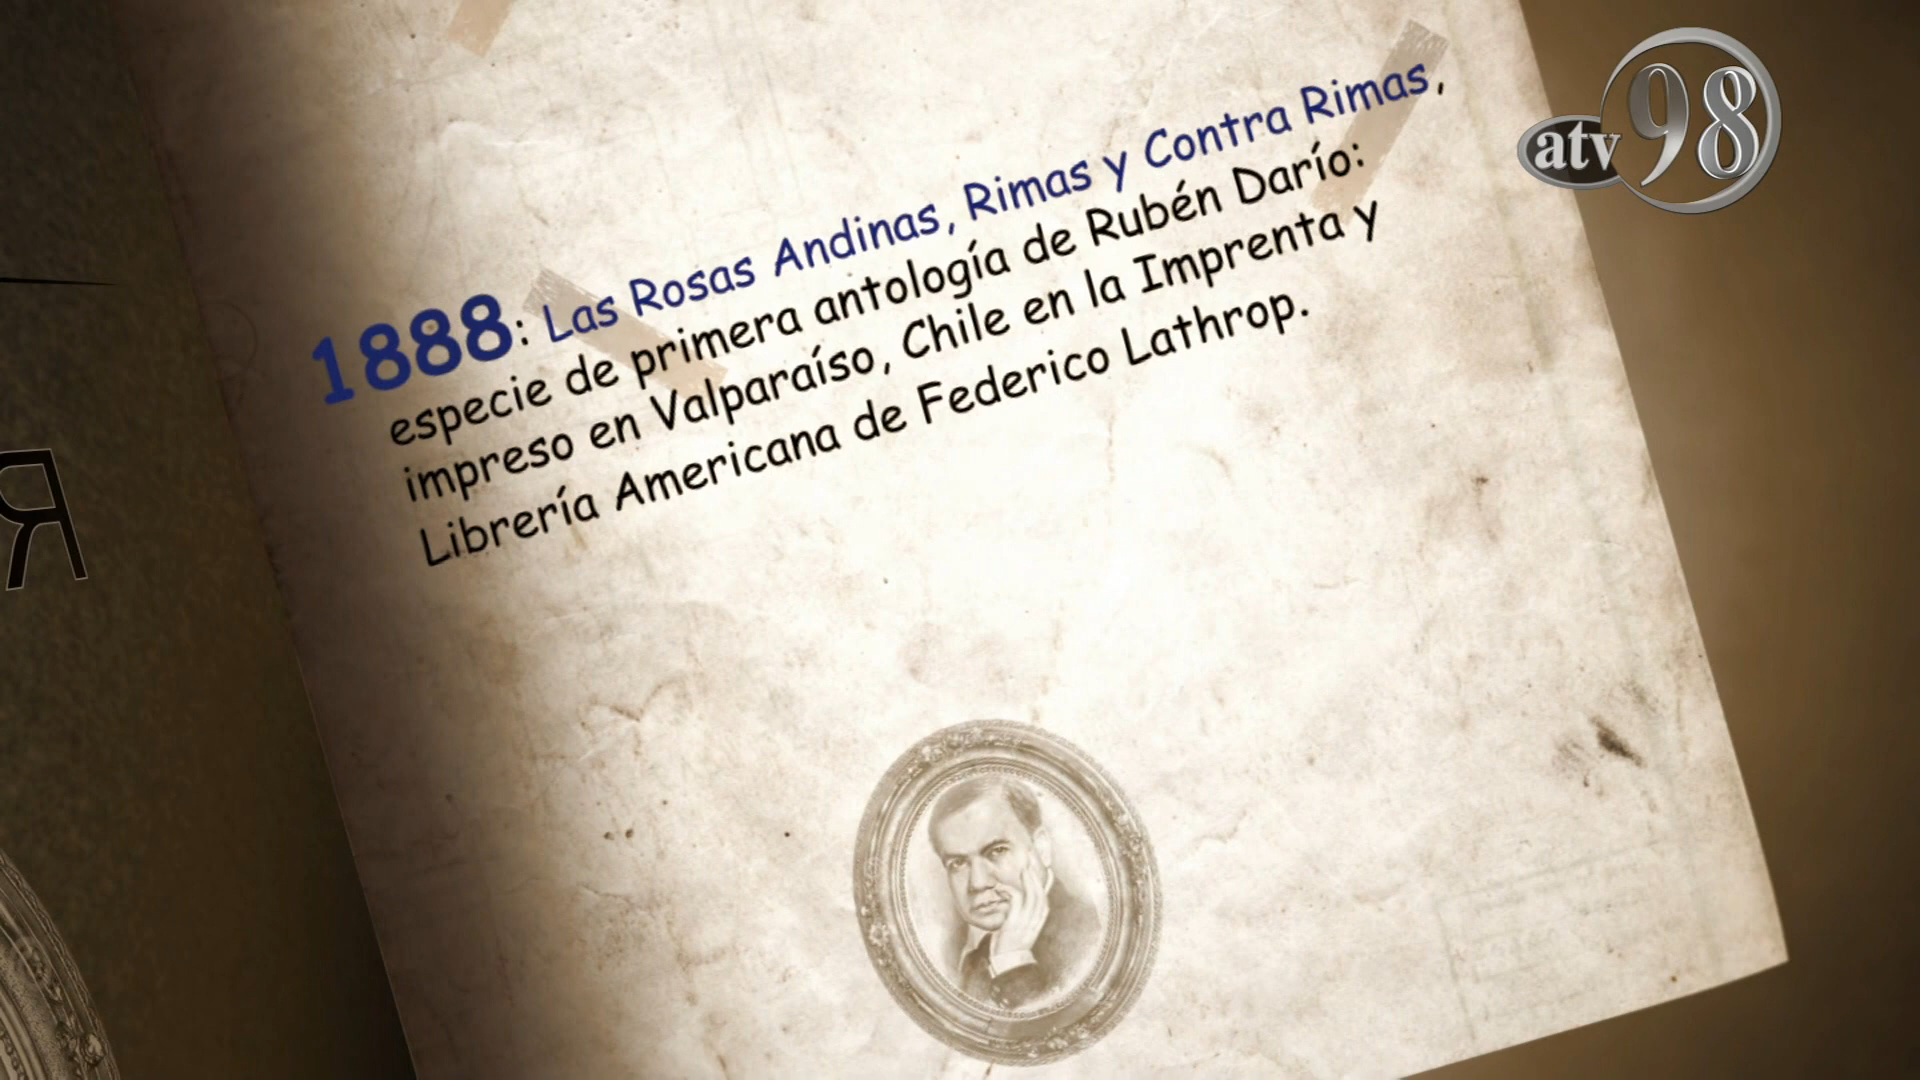 1888: Las Rosas Andinas, Rimas y Contra Rimas,
especie de primera antología de Rubén Darío:
impreso en Valparaíso, Chile en la Imprenta y
Librería Americana de Federico Lathrop.
atv 98
R